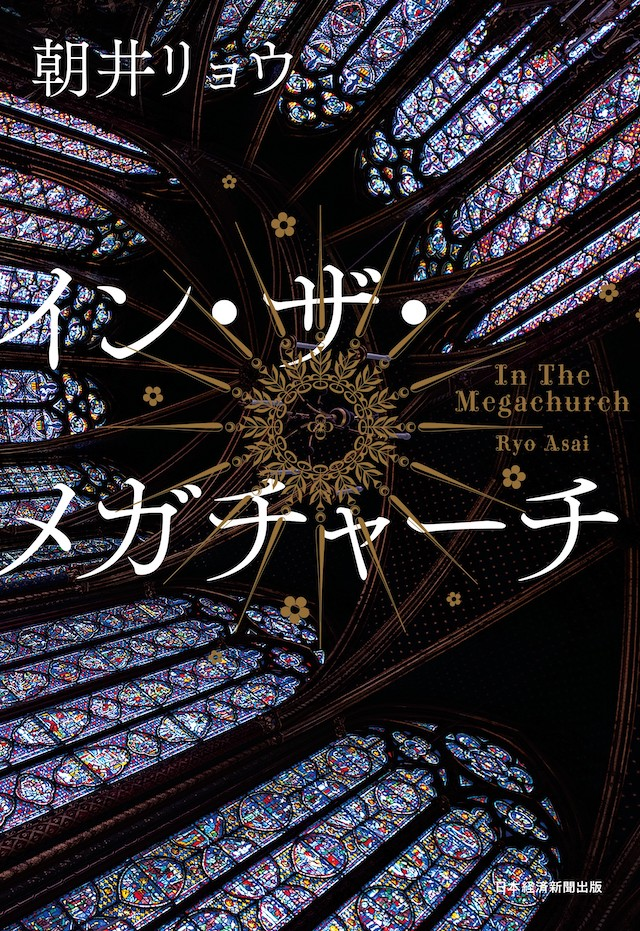 朝井リョウ
イン・ザ・
In The
Megachurch
Ryo Asai
メガチャーチ
日本経済新聞出版